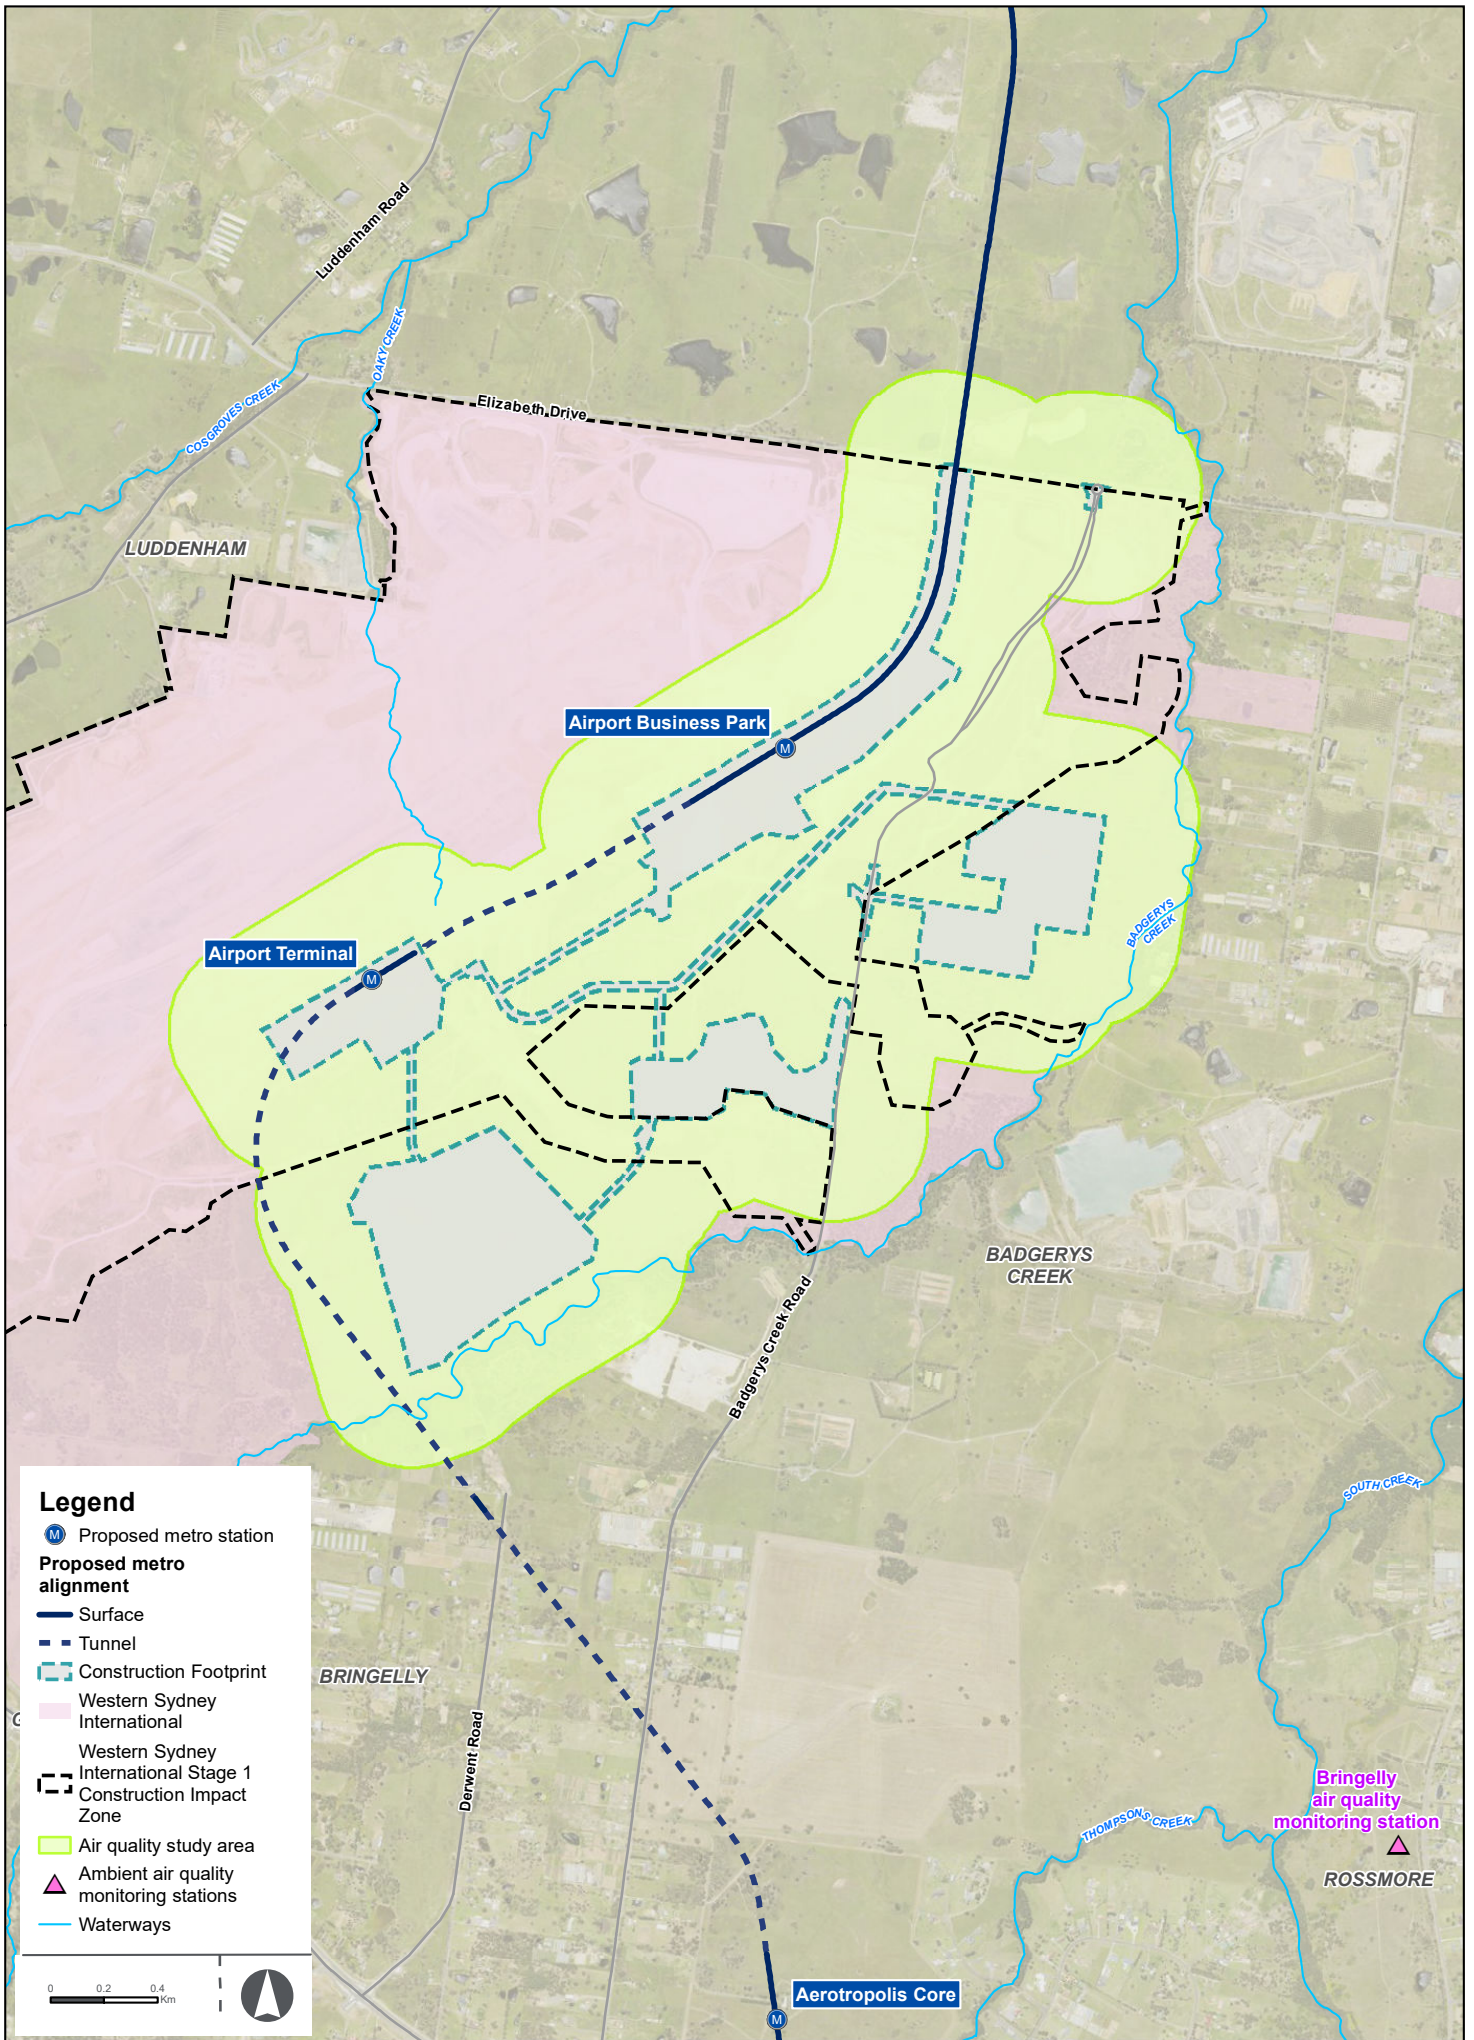 Luddenham Road
OAKY CREEK
COSGROVES CREEK
Elizabeth Drive
LUDDENHAM
Airport Business Park
M
BADGERYS
CREEK
Airport Terminal
M
BADGERYS
CREEK
Badgerys Creek Road
SOUTH CREEK
Legend
M Proposed metro station
Proposed metro
alignment
Surface
Tunnel
Construction Footprint
Western Sydney
International
Western Sydney
International Stage 1
Construction Impact
Zone
Air quality study area
Ambient air quality
monitoring stations
Waterways
0 0.2 0.4
Km
G
BRINGELLY
Derwent Road
Bringelly
air quality
monitoring station
THOMPSONS CREEK
ROSSMORE
Aerotropolis Core
M